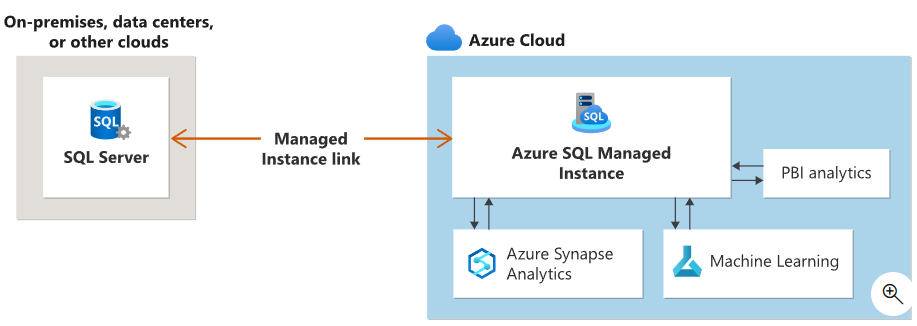 On-premises, data centers,
or other clouds
Azure Cloud
SQL
SQL Server
Managed
Instance link
SQL
Azure SQL Managed
Instance
PBI analytics
Azure Synapse
Analytics
Machine Learning